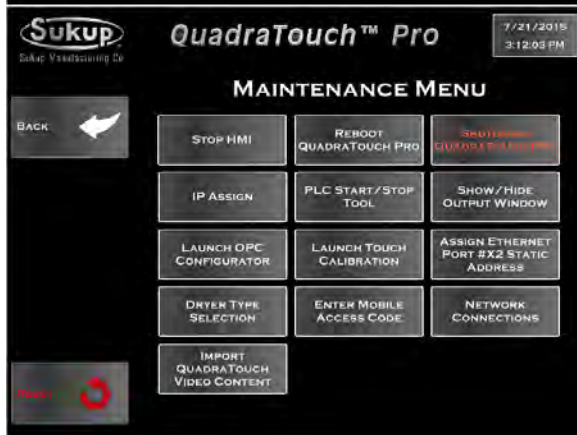 Sukup
Sukup Manufacturing Co
QuadraTouch™ Pro
7/21/2015
3:12:03 PM
MAINTENANCE MENU
BACK
STOP HMI
REBOOT
QUADRATOUCH PRO
SHUTDOWN
QUADRATOUCH PRO
IP ASSIGN
PLC START/STOP
TOOL
SHOW/HIDE
OUTPUT WINDOW
LAUNCH OPC
CONFIGURATOR
LAUNCH TOUCH
CALIBRATION
ASSIGN ETHERNET
PORT #X2 STATIC
ADDRESS
DRYER TYPE
SELECTION
ENTER MOBILE
ACCESS CODE
NETWORK
CONNECTIONS
IMPORT
QUADRATOUCH
VIDEO CONTENT